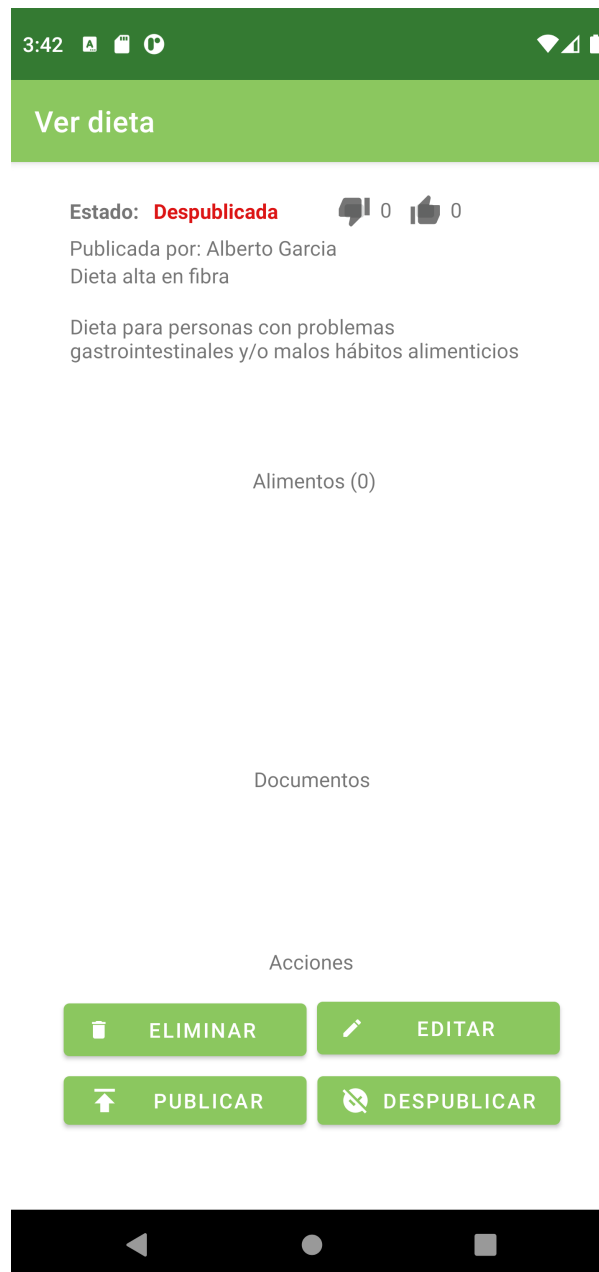 3:42
Ver dieta
Estado: Despublicada 0 0
Publicada por: Alberto Garcia
Dieta alta en fibra
Dieta para personas con problemas
gastrointestinales y/o malos hábitos alimenticios
Alimentos (0)
Documentos
Acciones
ELIMINAR EDITAR
PUBLICAR DESPUBLICAR